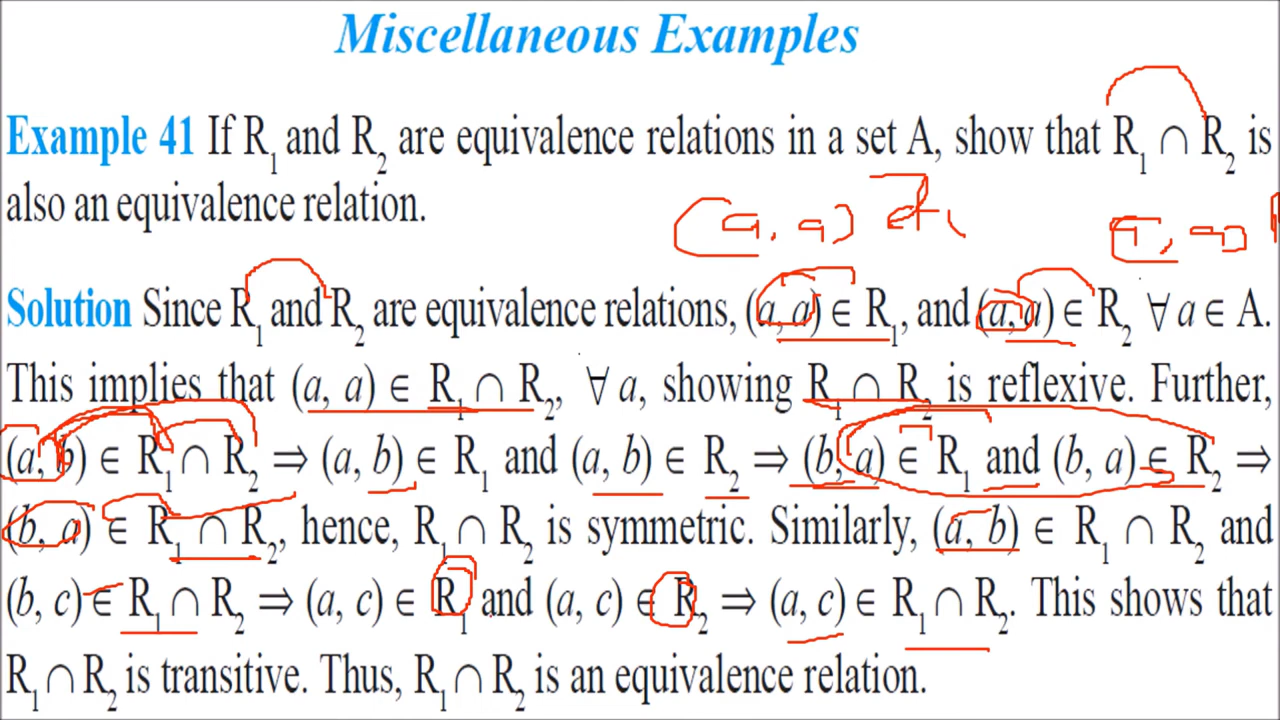 Miscellaneous Examples
Example 41 If R₁ and R₂ are equivalence relations in a set A, show that R₁ ∩ R₂ is
also an equivalence relation.
(a, a)
Solution Since R₁ and R₂ are equivalence relations, (a, a) ∈ R₁, and (a, a) ∈ R₂ ∀ a ∈ A.
This implies that (a, a) ∈ R₁ ∩ R₂, ∀ a, showing R₁ ∩ R₂ is reflexive. Further,
(a, b) ∈ R₁ ∩ R₂ ⇒ (a, b) ∈ R₁ and (a, b) ∈ R₂ ⇒ (b, a) ∈ R₁ and (b, a) ∈ R₂ ⇒
(b, a) ∈ R₁ ∩ R₂, hence, R₁ ∩ R₂ is symmetric. Similarly, (a, b) ∈ R₁ ∩ R₂ and
(b, c) ∈ R₁ ∩ R₂ ⇒ (a, c) ∈ R₁ and (a, c) ∈ R₂ ⇒ (a, c) ∈ R₁ ∩ R₂. This shows that
R₁ ∩ R₂ is transitive. Thus, R₁ ∩ R₂ is an equivalence relation.